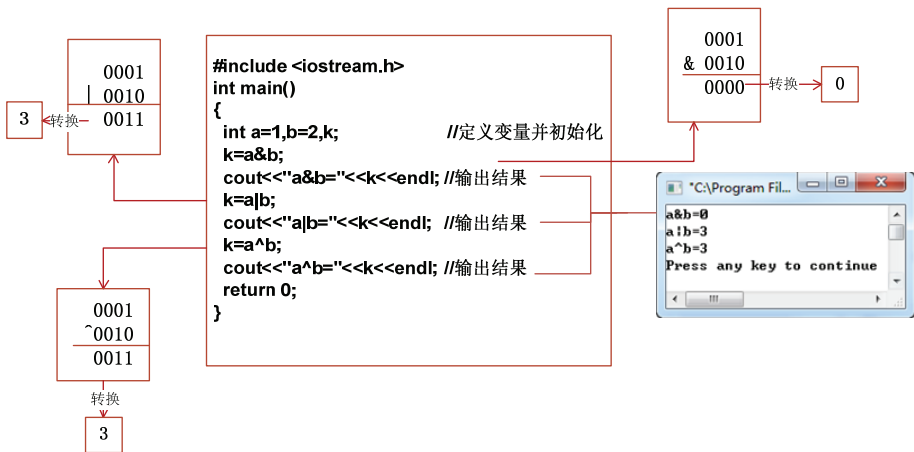 0001
| 0010
0011
转换
3
#include <iostream.h>
int main()
{
int a=1,b=2,k; //定义变量并初始化
k=a&b;
cout<<"a&b="<<k<<endl; //输出结果
k=a|b;
cout<<"a|b="<<k<<endl; //输出结果
k=a^b;
cout<<"a^b="<<k<<endl; //输出结果
return 0;
}
0001
& 0010
0000
转换
0
"C:\Program Fil...
a&b=0
a|b=3
a^b=3
Press any key to continue
0001
^0010
0011
转换
3